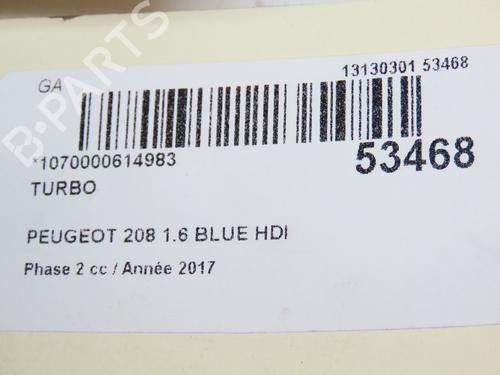 B-PARTS
GA
13130301 53468
*1070000614983
53468
TURBO
PEUGEOT 208 1.6 BLUE HDI
Phase 2 cc / Année 2017